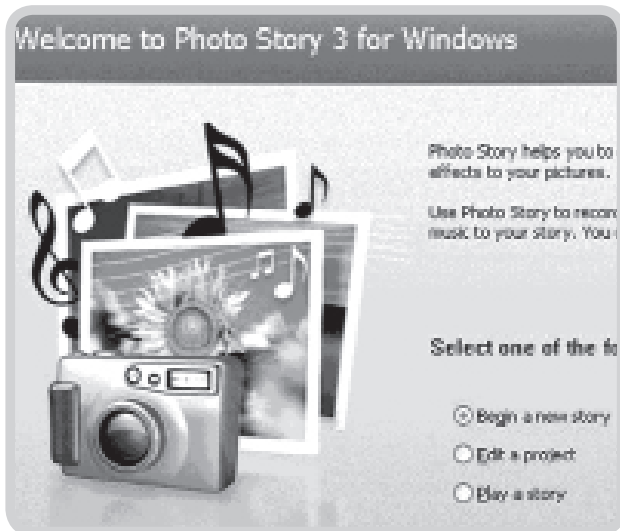 Welcome to Photo Story 3 for Windows
Photo Story helps you to
effects to your pictures.
Use Photo Story to record
music to your story. You
Select one of the fo
Begin a new story
Edit a project
Play a story